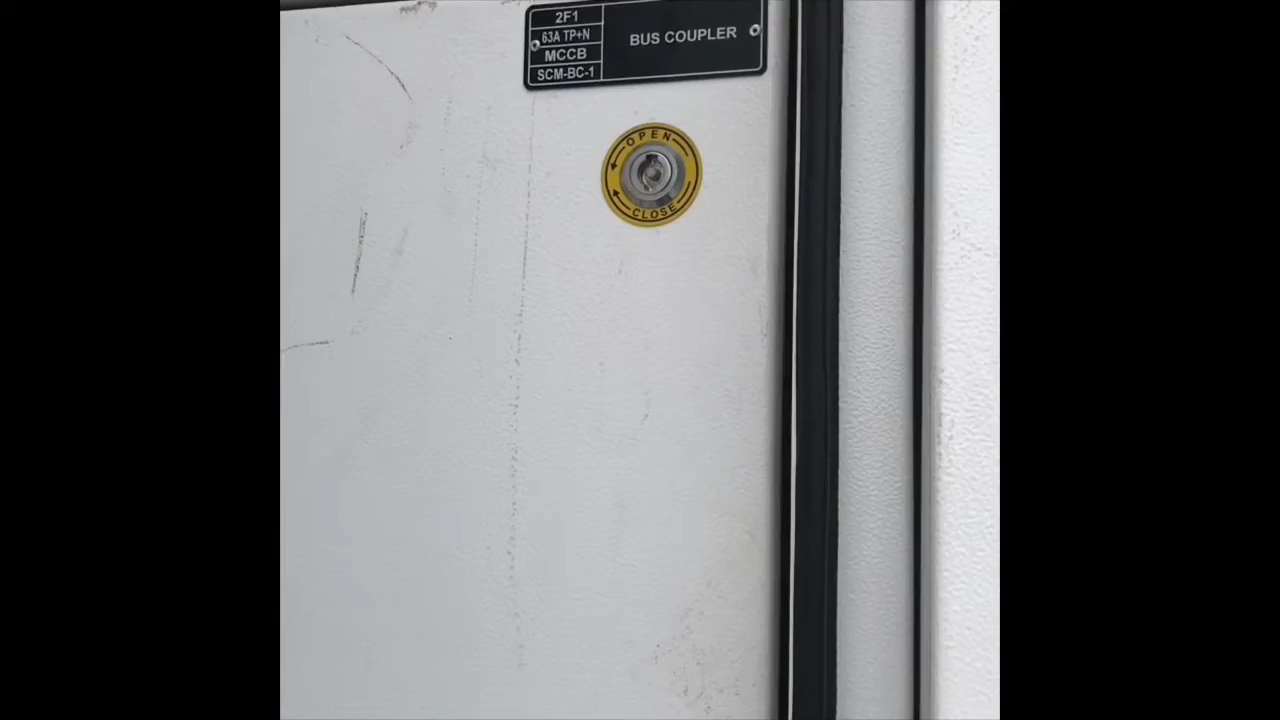 2F1
63A TP+N
MCCB
SCM-BC-1
BUS COUPLER
OPEN
CLOSE